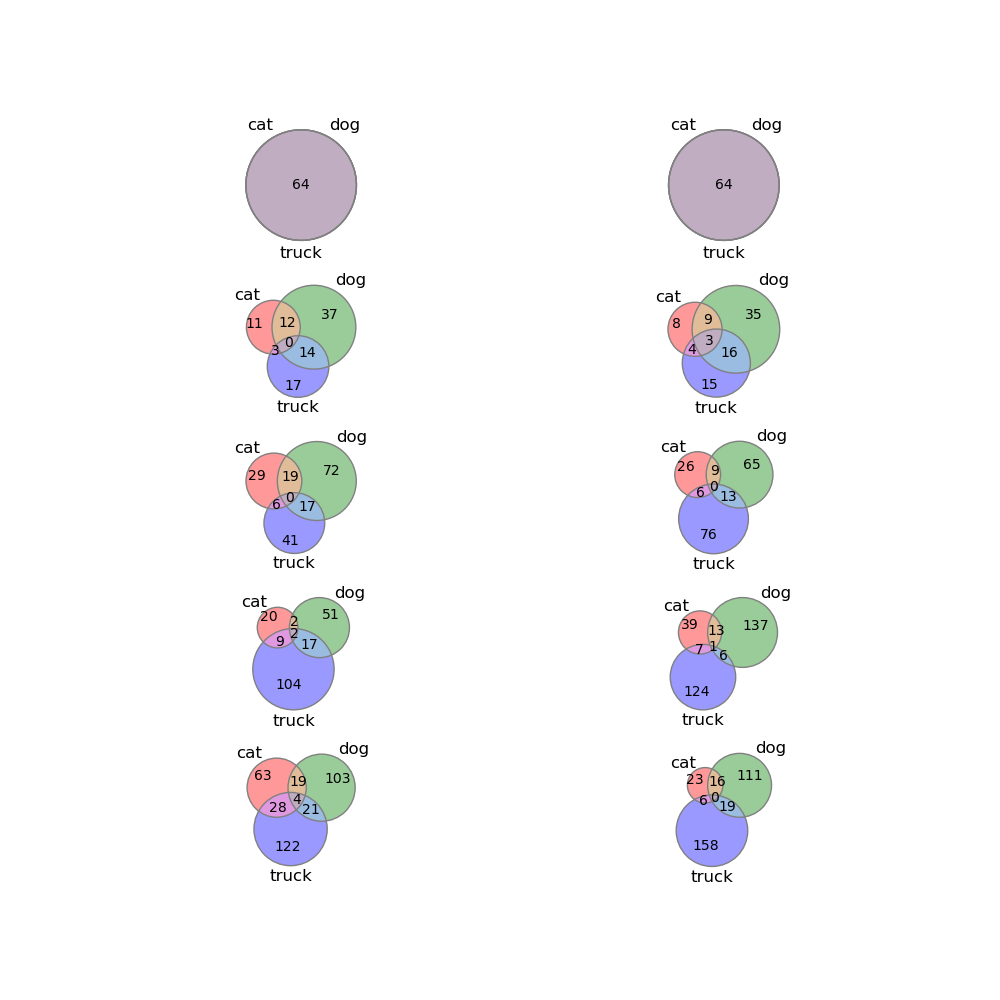 cat dog
64
truck
cat dog
64
truck
dog
cat
11 12 37
0
3 14
17
truck
dog
cat
8 9 35
3
4 16
15
truck
dog
cat
29 19 72
0
6 17
41
truck
dog
cat
26 9 65
0
6 13
76
truck
dog
cat
20 2 51
2
9 17
104
truck
dog
cat
39 13 137
1
7 6
124
truck
dog
cat
63 19 103
4
28 21
122
truck
dog
cat
23 16 111
0
6 19
158
truck